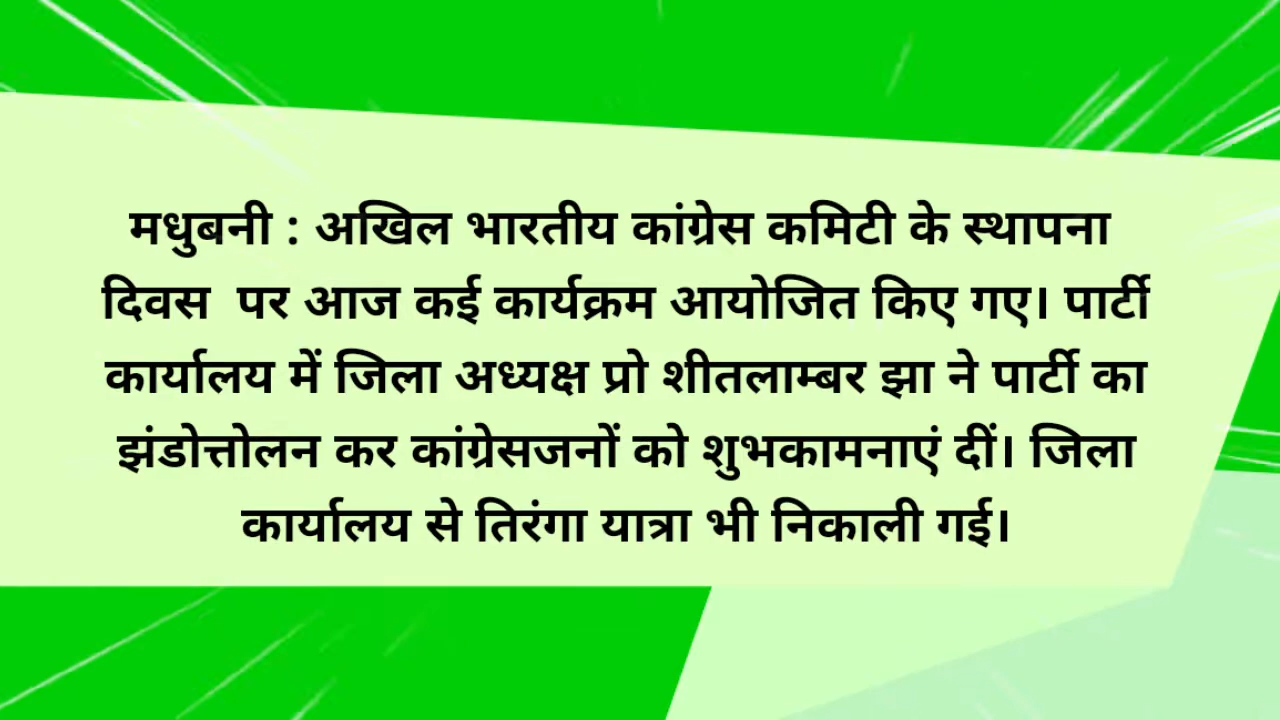 मधुबनी : अखिल भारतीय कांग्रेस कमिटी के स्थापना
दिवस  पर आज कई कार्यक्रम आयोजित किए गए। पार्टी
कार्यालय में जिला अध्यक्ष प्रो शीतलाम्बर झा ने पार्टी का
झंडोत्तोलन कर कांग्रेसजनों को शुभकामनाएं दीं। जिला
कार्यालय से तिरंगा यात्रा भी निकाली गई।